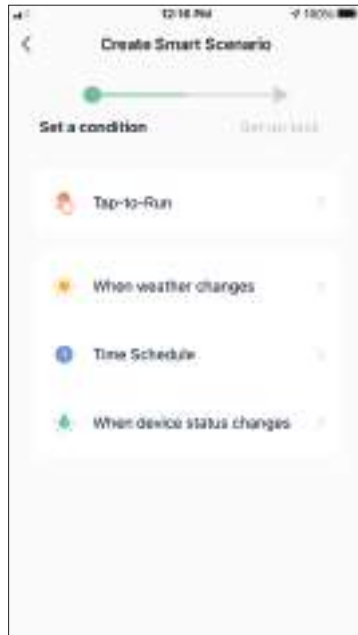 12:16 PM 100%
Create Smart Scenario
Set a condition
Tap-to-Run
When weather changes
Time Schedule
When device status changes